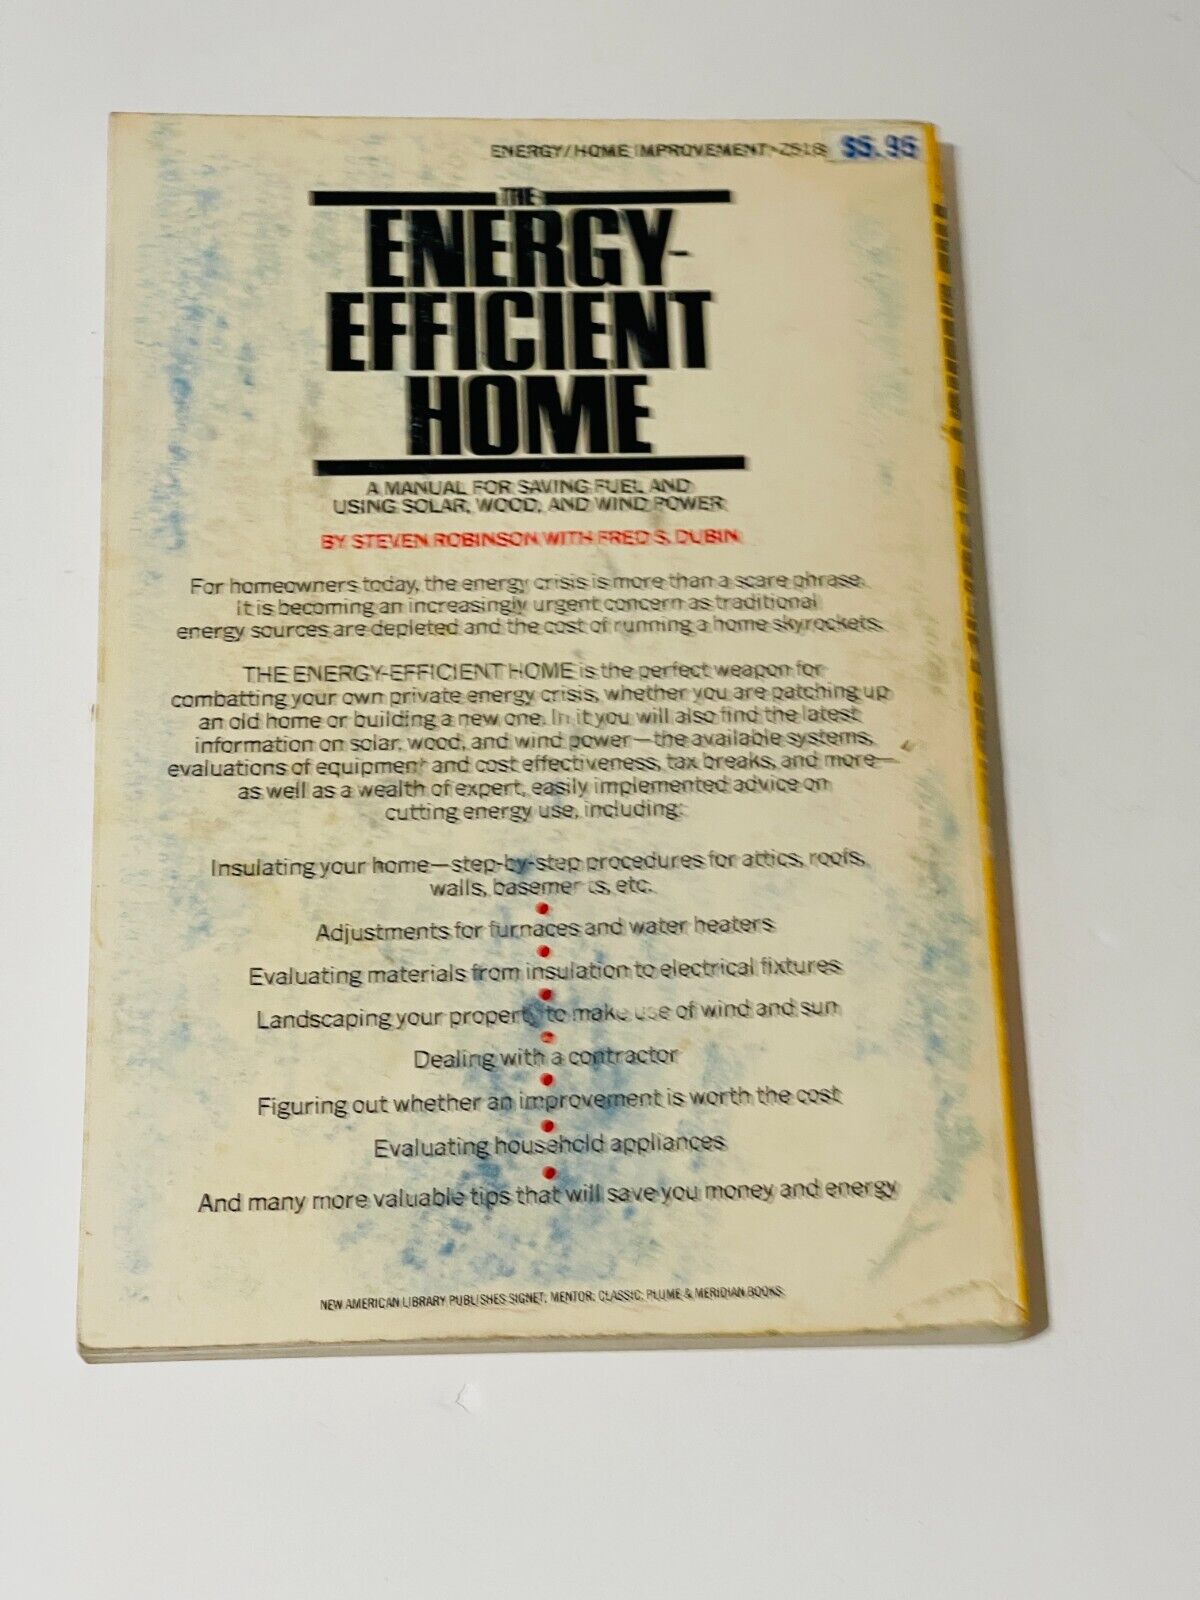 ENERGY/HOME IMPROVEMENT $5.95
THE
ENERGY-
EFFICIENT
HOME
A MANUAL FOR SAVING FUEL AND
USING SOLAR, WOOD, AND WIND POWER
BY STEVEN ROBINSON WITH FRED S. DUBIN
For homeowners today, the energy crisis is more than a scare phrase.
It is becoming an increasingly urgent concern as traditional
energy sources are depleted and the cost of running a home skyrockets.
THE ENERGY-EFFICIENT HOME is the perfect weapon for
combatting your own private energy crisis, whether you are patching up
an old home or building a new one. In it you will also find the latest
information on solar, wood, and wind power—the available systems,
evaluations of equipment and cost effectiveness, tax breaks, and more—
as well as a wealth of expert, easily implemented advice on
cutting energy use, including:
Insulating your home—step-by-step procedures for attics, roofs,
walls, basements, etc.
Adjustments for furnaces and water heaters
Evaluating materials from insulation to electrical fixtures
Landscaping your property to make use of wind and sun
Dealing with a contractor
Figuring out whether an improvement is worth the cost
Evaluating household appliances
And many more valuable tips that will save you money and energy
NEW AMERICAN LIBRARY PUBLISHES SIGNET, MENTOR, CLASSIC, PLUME & MERIDIAN BOOKS